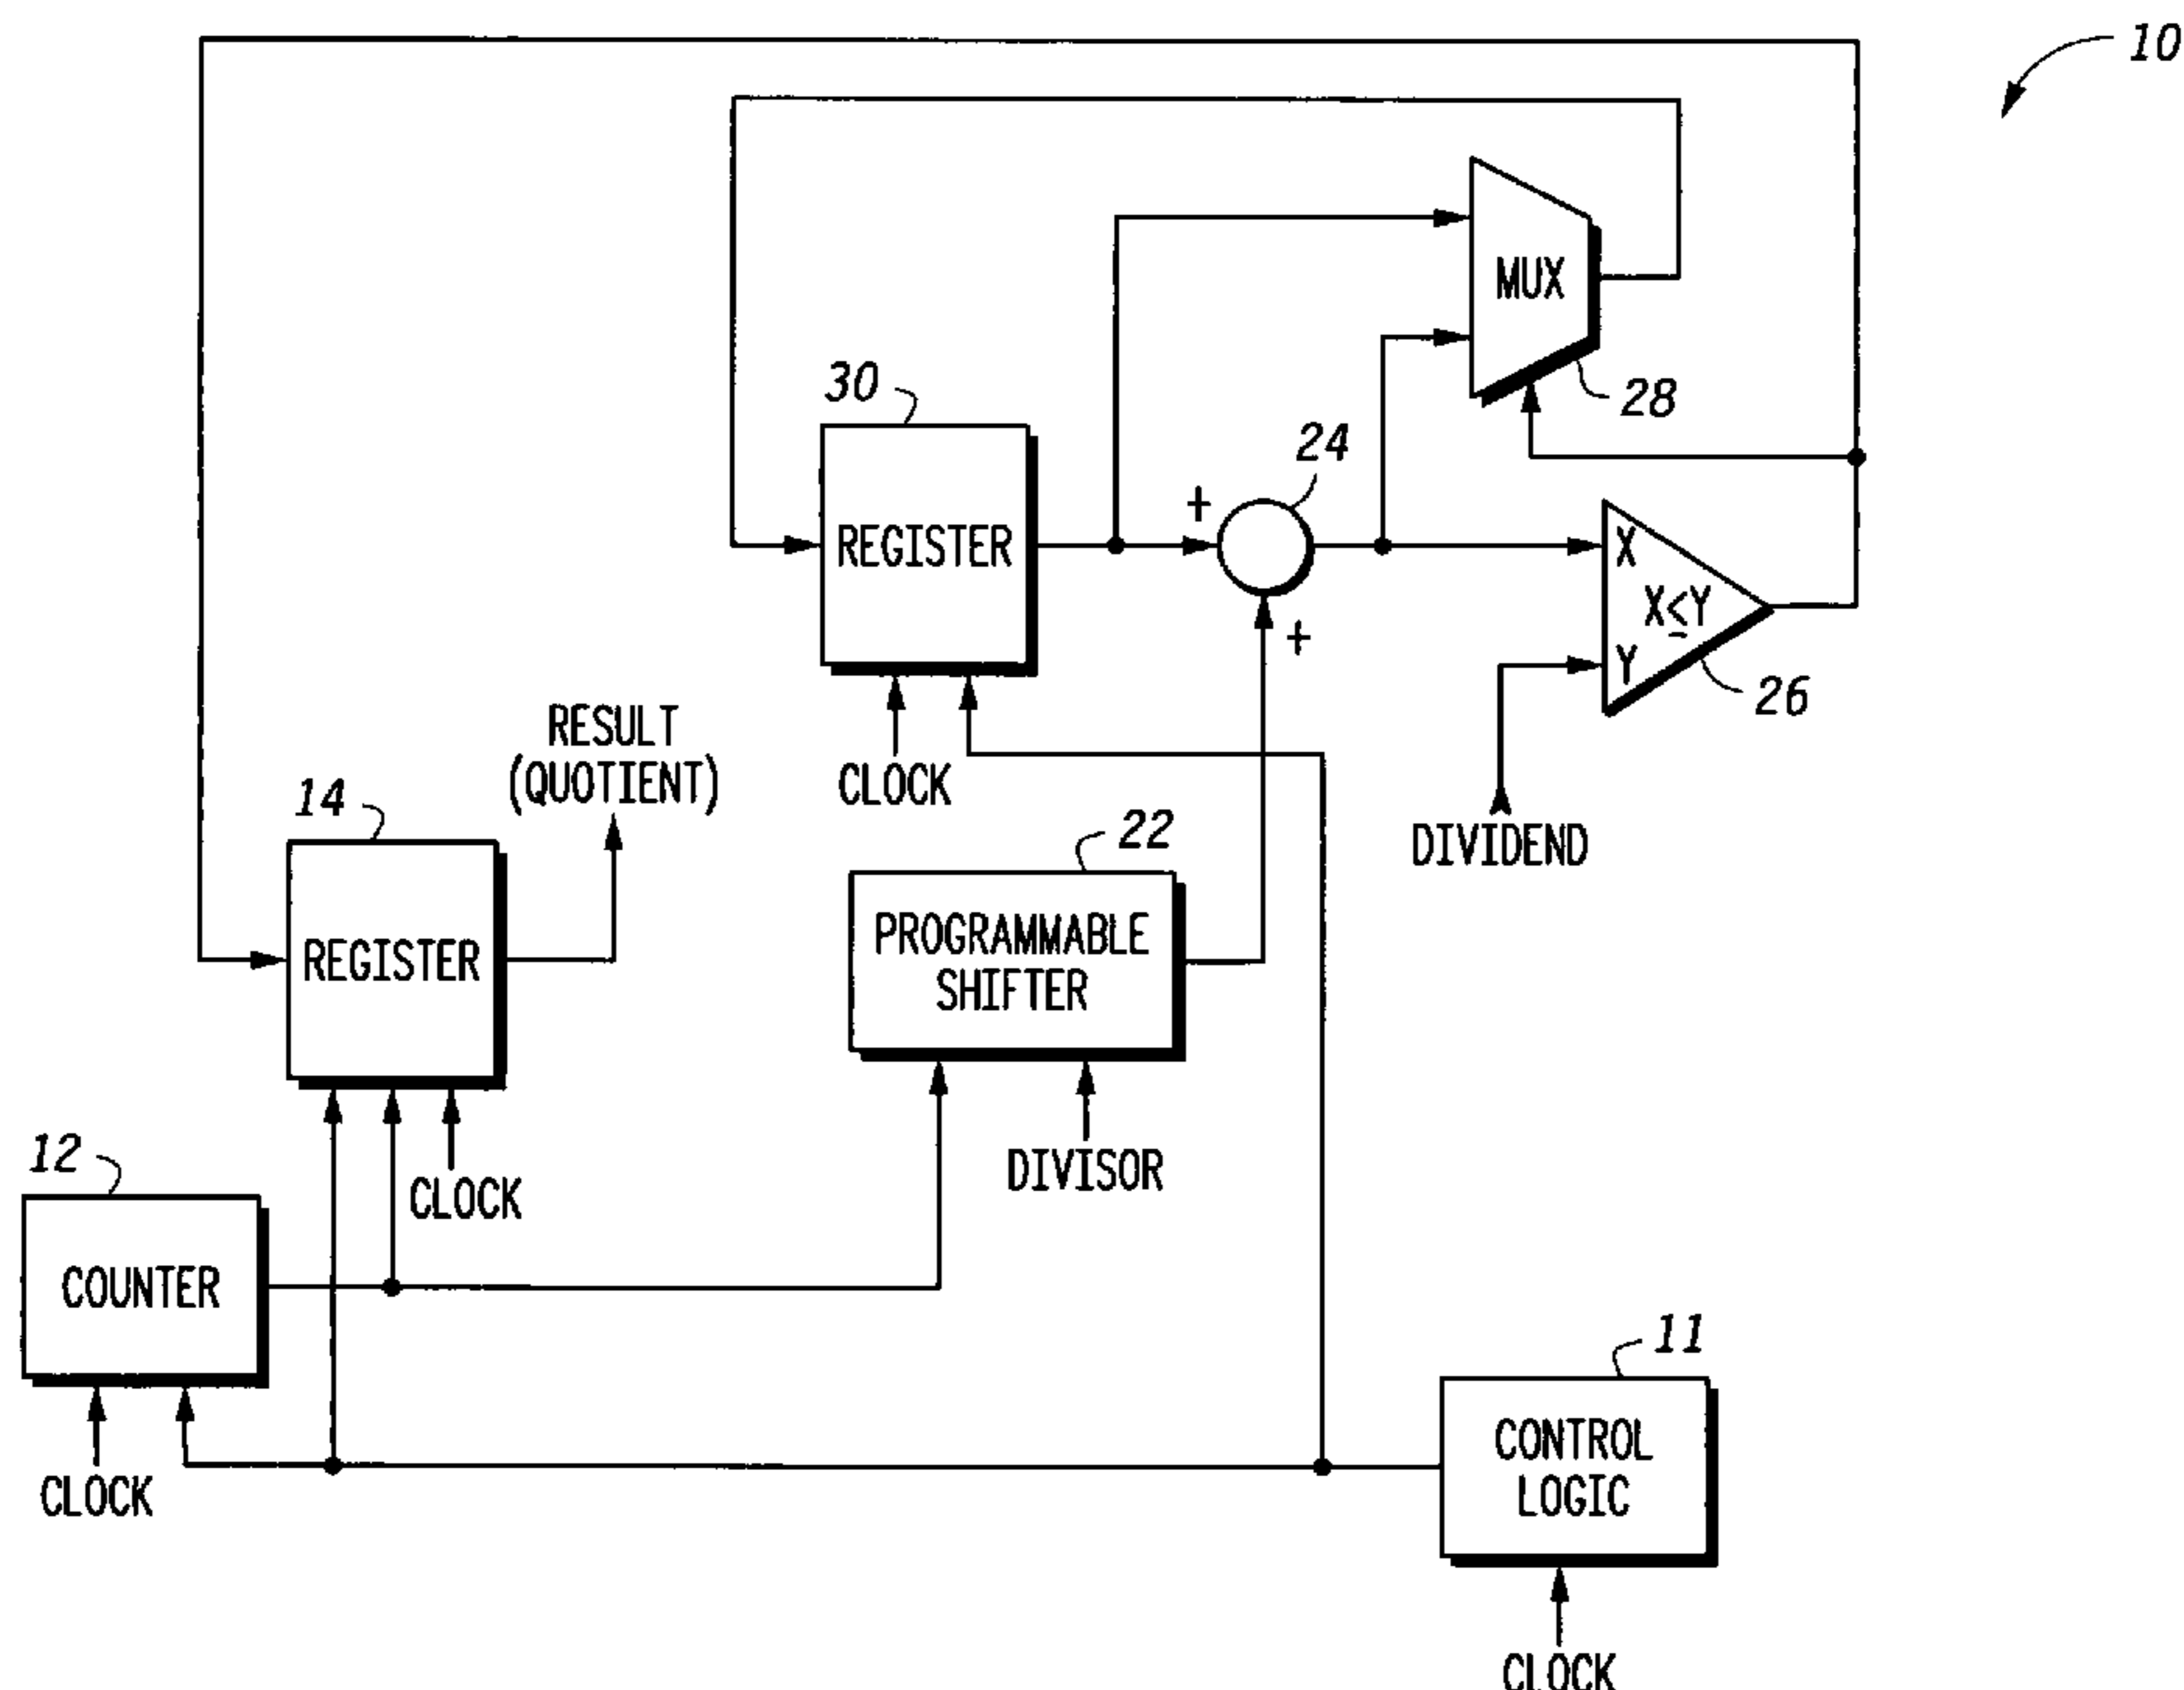 10
MUX
28
30
24
REGISTER
+
+
X
X≤Y
Y
26
CLOCK
DIVIDEND
RESULT
(QUOTIENT)
14
REGISTER
22
PROGRAMMABLE
SHIFTER
DIVISOR
CLOCK
12
COUNTER
CLOCK
11
CONTROL
LOGIC
CLOCK